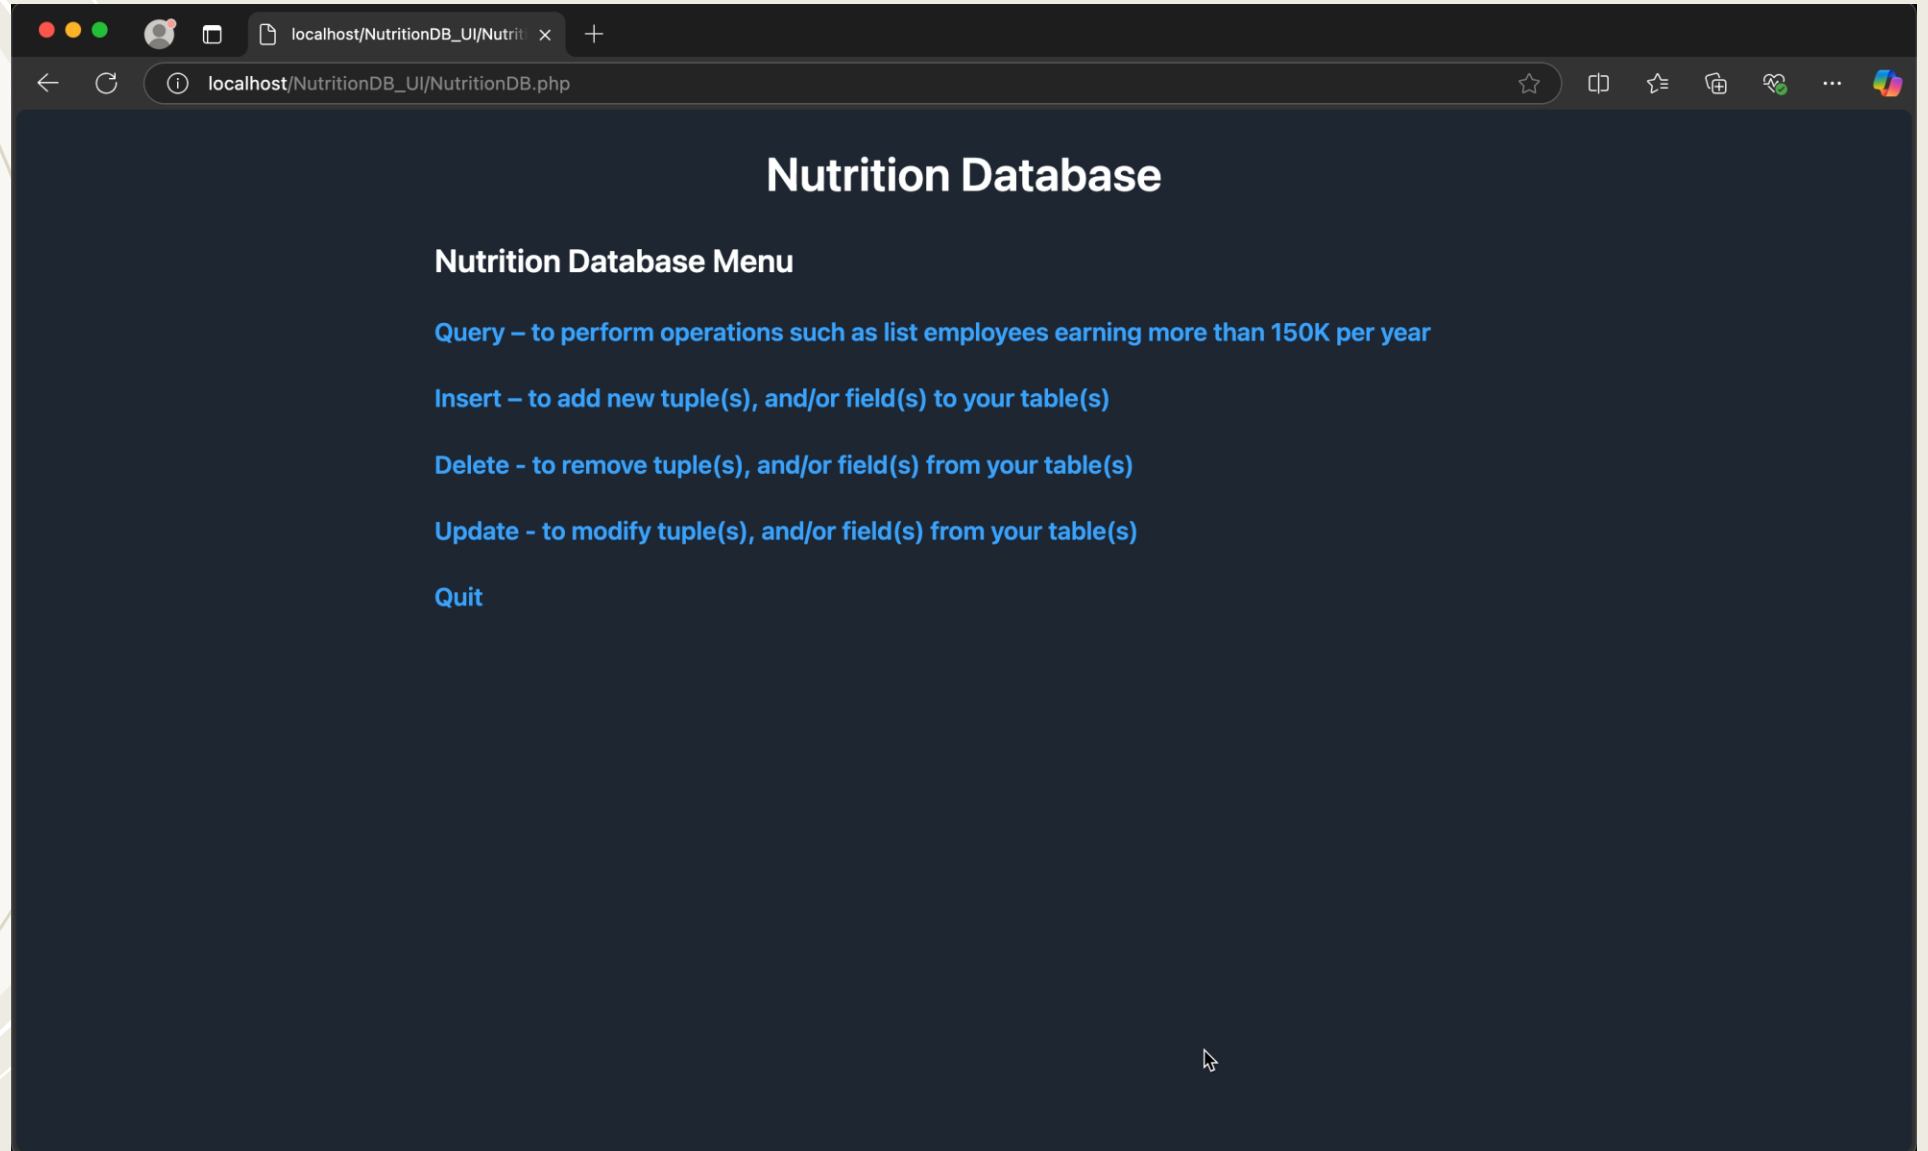 localhost/NutritionDB_UI/Nutriti
localhost/NutritionDB_UI/NutritionDB.php
Nutrition Database
Nutrition Database Menu
Query – to perform operations such as list employees earning more than 150K per year
Insert – to add new tuple(s), and/or field(s) to your table(s)
Delete - to remove tuple(s), and/or field(s) from your table(s)
Update - to modify tuple(s), and/or field(s) from your table(s)
Quit